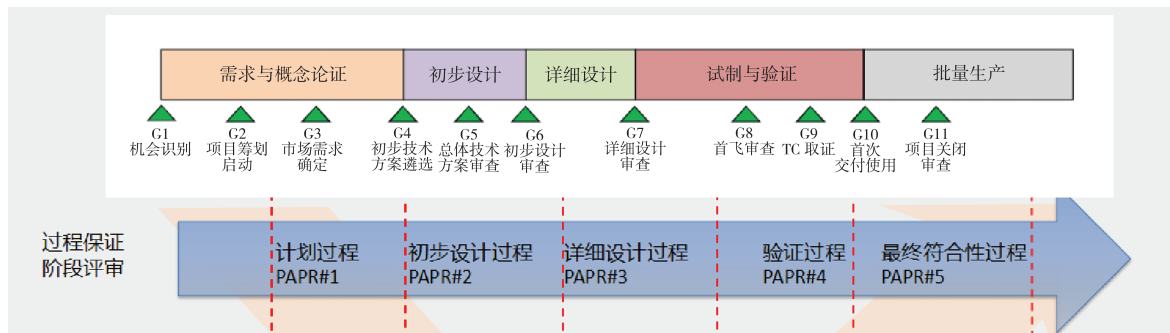 需求与概念论证
初步设计
详细设计
试制与验证
批量生产
G1
机会识别
G2
项目筹划
启动
G3
市场需求
确定
G4
初步技术
方案遴选
G5
总体技术
方案审查
G6
初步设计
审查
G7
详细设计
审查
G8
首飞审查
G9
TC 取证
G10
首次
交付使用
G11
项目关闭
审查
过程保证
阶段评审
计划过程
PAPR#1
初步设计过程
PAPR#2
详细设计过程
PAPR#3
验证过程
PAPR#4
最终符合性过程
PAPR#5